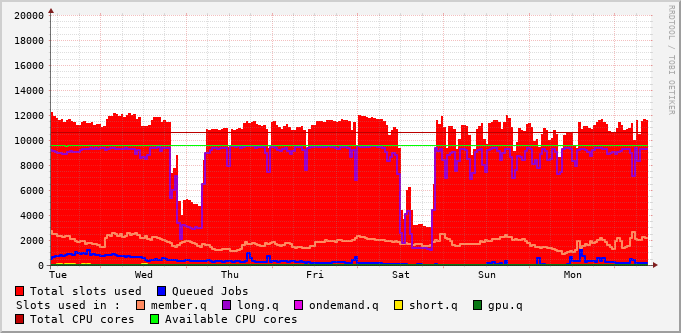 20000
18000
16000
14000
12000
10000
8000
6000
4000
2000
0
Tue Wed Thu Fri Sat Sun Mon
RRDTOOL / TOBI OETIKER
Total slots used Queued Jobs
Slots used in : member.q long.q ondemand.q short.q gpu.q
Total CPU cores Available CPU cores